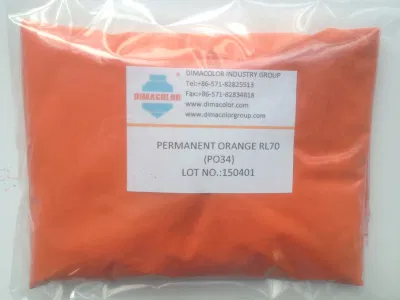 DIMACOLOR INDUSTRY GROUP
Tel:+86-571-82825513
Fax:+86-571-82834818
www.dimacolor.com
www.dimacolorgroup.com
DIMACOLOR
PERMANENT ORANGE RL70
(PO34)
LOT NO.:150401